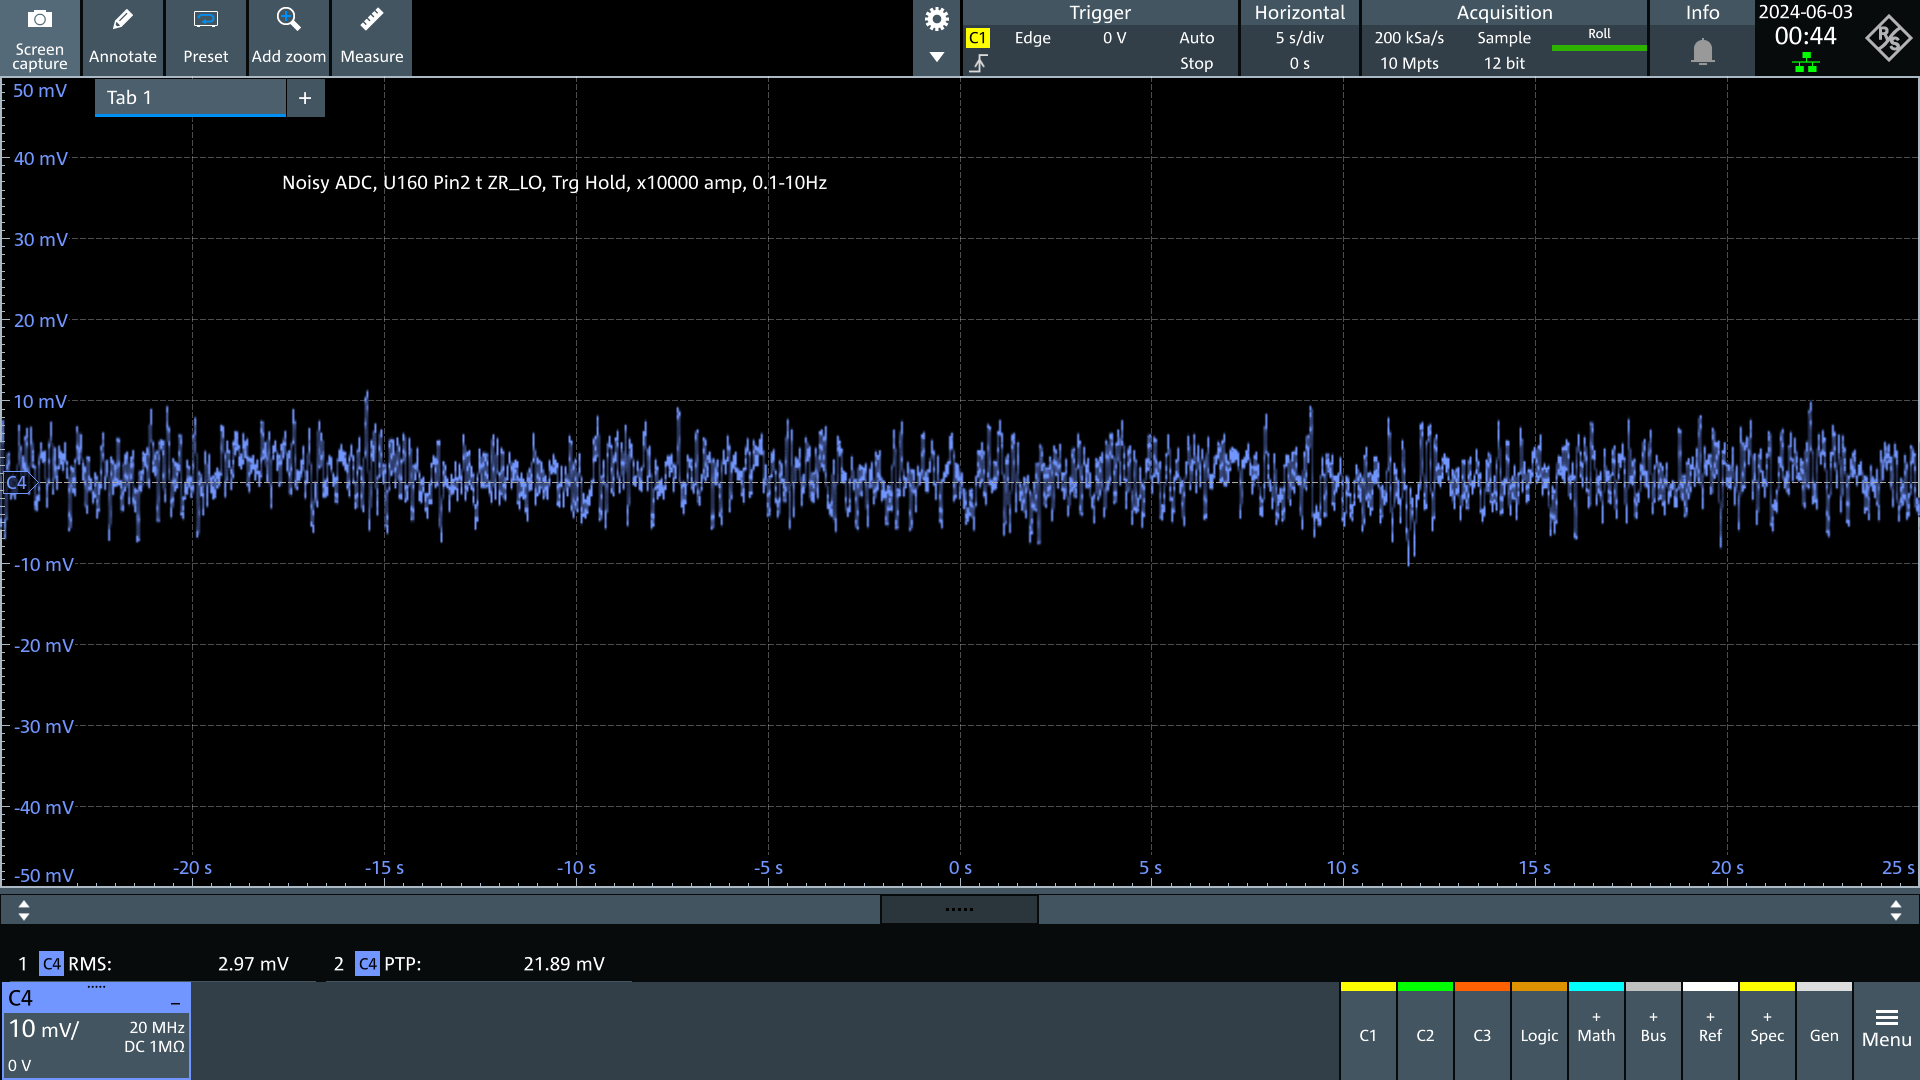 Screen capture
Annotate
Preset
Add zoom
Measure
Trigger
C1 Edge 0 V Auto
Stop
Horizontal
5 s/div
0 s
Acquisition
200 kSa/s Sample Roll
10 Mpts 12 bit
Info
2024-06-03
00:44
R S
Tab 1 +
50 mV
40 mV
Noisy ADC, U160 Pin2 t ZR_LO, Trg Hold, x10000 amp, 0.1-10Hz
30 mV
20 mV
10 mV
C4
-10 mV
-20 mV
-30 mV
-40 mV
-50 mV
-20 s -15 s -10 s -5 s 0 s 5 s 10 s 15 s 20 s 25 s
1 C4 RMS: 2.97 mV 2 C4 PTP: 21.89 mV
C4
10 mV/ 20 MHz
DC 1MΩ
0 V
C1
C2
C3
Logic
+ Math
+ Bus
+ Ref
+ Spec
Gen
Menu